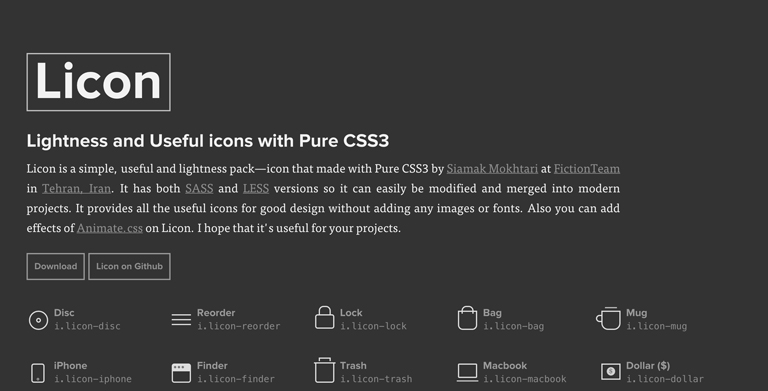 Licon
Lightness and Useful icons with Pure CSS3
Licon is a simple, useful and lightness pack—icon that made with Pure CSS3 by Siamak Mokhtari at FictionTeam
in Tehran, Iran. It has both SASS and LESS versions so it can easily be modified and merged into modern
projects. It provides all the useful icons for good design without adding any images or fonts. Also you can add
effects of Animate.css on Licon. I hope that it's useful for your projects.
Download Licon on Github
Disc Reorder Lock Bag Mug
i.licon-disc i.licon-reorder i.licon-lock i.licon-bag i.licon-mug
iPhone Finder Trash Macbook Dollar ($)
i.licon-iphone i.licon-finder i.licon-trash i.licon-macbook i.licon-dollar